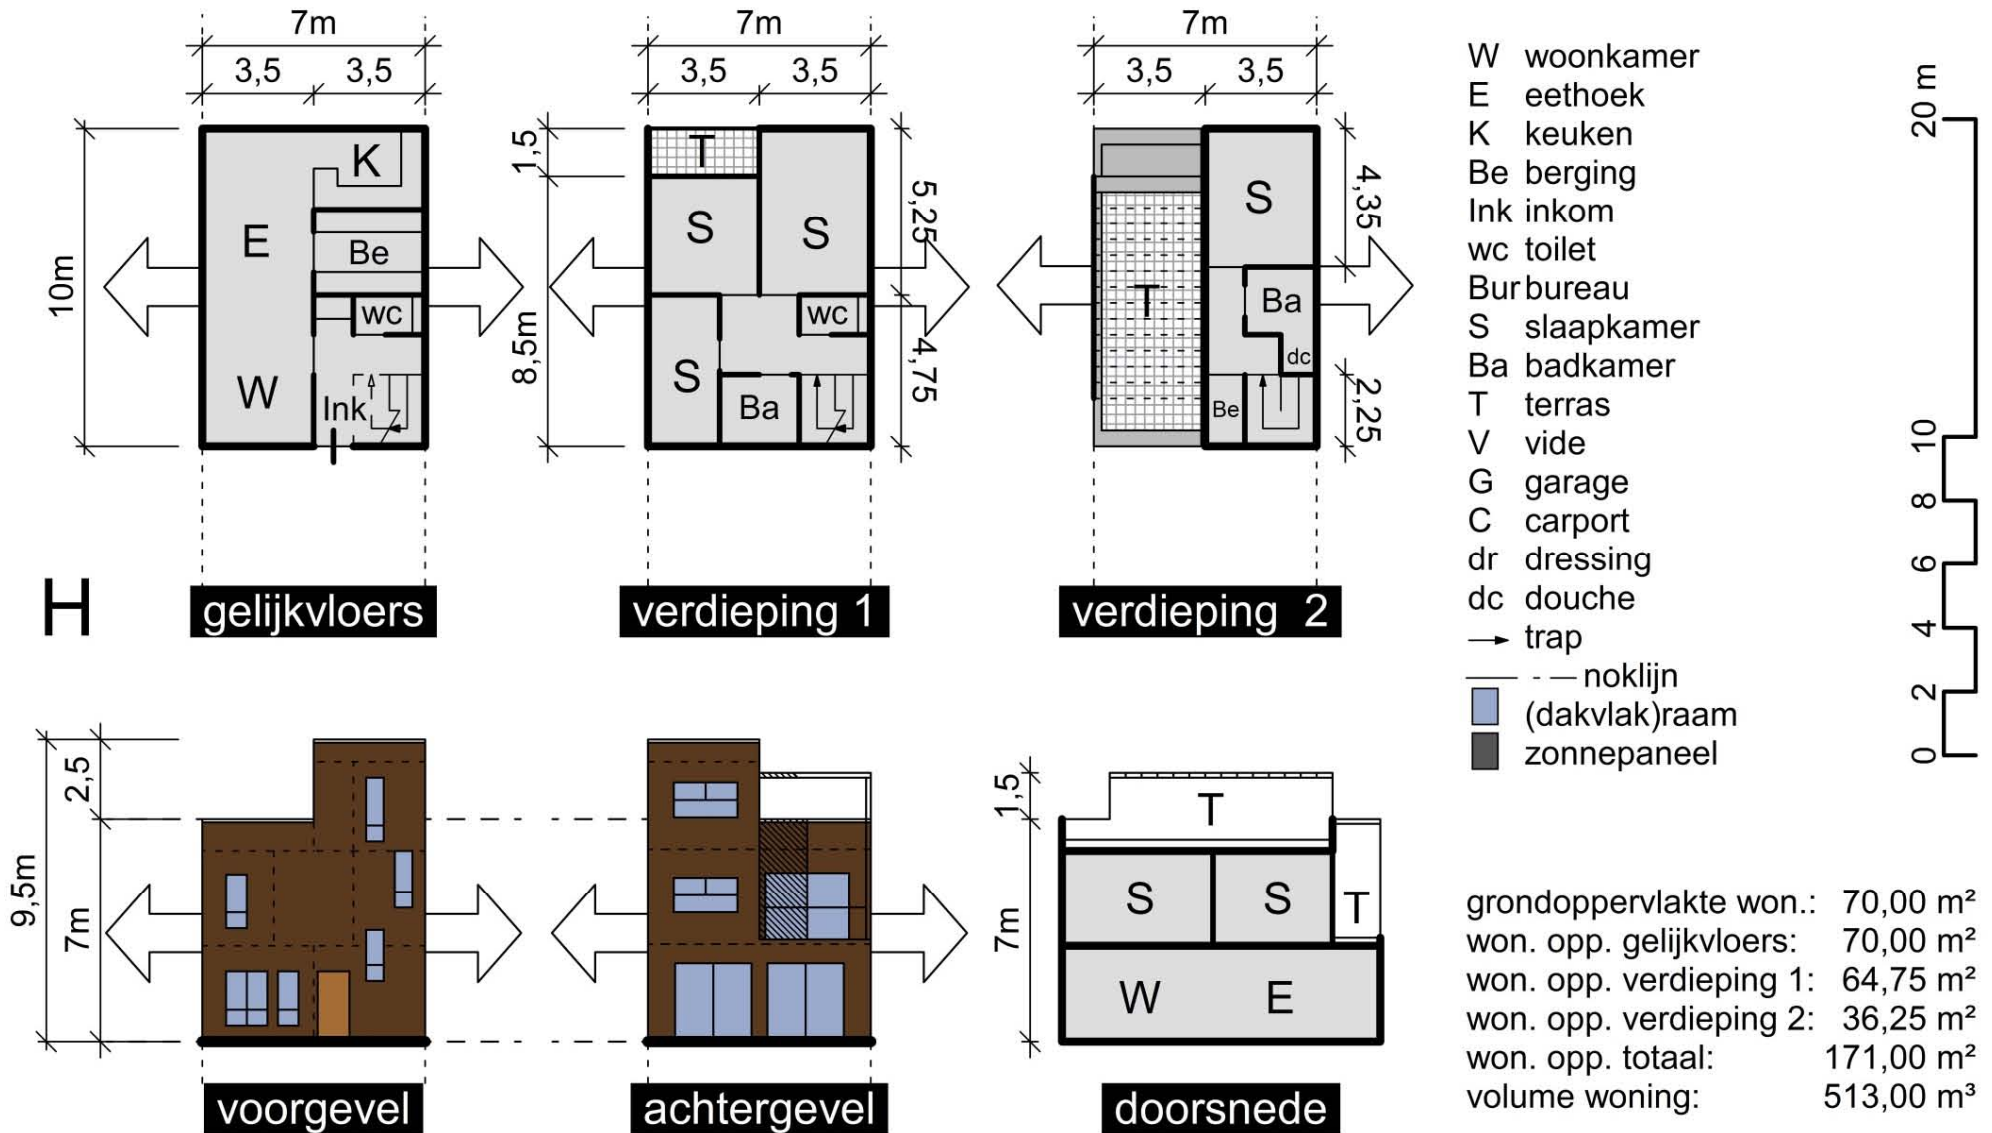 7m
3,5 3,5
10m
K
E
Be
wc
W
Ink
H
gelijkvloers
7m
3,5 3,5
1,5
8,5m
T
S
S
S
wc
Ba
5,25
4,75
verdieping 1
7m
3,5 3,5
S
T
Ba
dc
Be
4,35
2,25
verdieping 2
W woonkamer
E eethoek
K keuken
Be berging
Ink inkom
wc toilet
Bur bureau
S slaapkamer
Ba badkamer
T terras
V vide
G garage
C carport
dr dressing
dc douche
trap
noklijn
(dakvlak)raam
zonnepaneel
20 m
10
8
6
4
2
0
9,5m
2,5
7m
voorgevel
achtergevel
1,5
7m
T
S S
T
W E
doorsnede
grondoppervlakte won.: 70,00 m²
won. opp. gelijkvloers: 70,00 m²
won. opp. verdieping 1: 64,75 m²
won. opp. verdieping 2: 36,25 m²
won. opp. totaal: 171,00 m²
volume woning: 513,00 m³